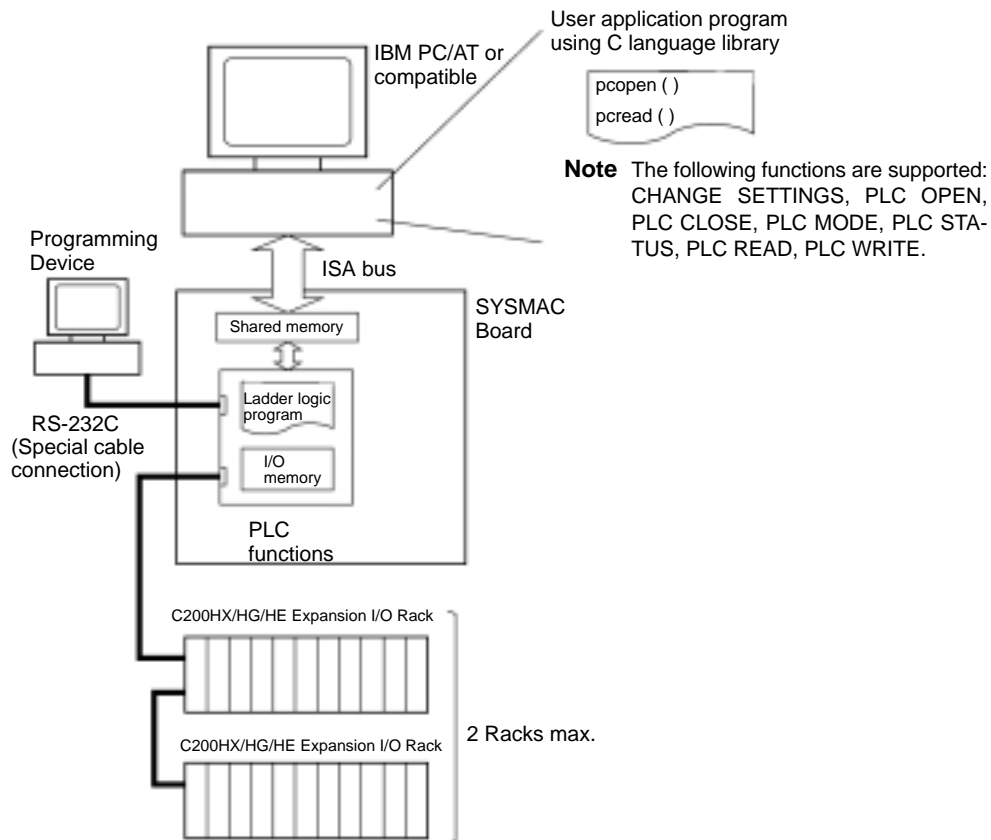 User application program
using C language library
IBM PC/AT or
compatible
pcopen ( )
pcread ( )
Note The following functions are supported:
CHANGE SETTINGS, PLC OPEN,
PLC CLOSE, PLC MODE, PLC STA-
TUS, PLC READ, PLC WRITE.
Programming
Device
ISA bus
SYSMAC
Board
Shared memory
Ladder logic
program
RS-232C
(Special cable
connection)
I/O
memory
PLC
functions
C200HX/HG/HE Expansion I/O Rack
2 Racks max.
C200HX/HG/HE Expansion I/O Rack